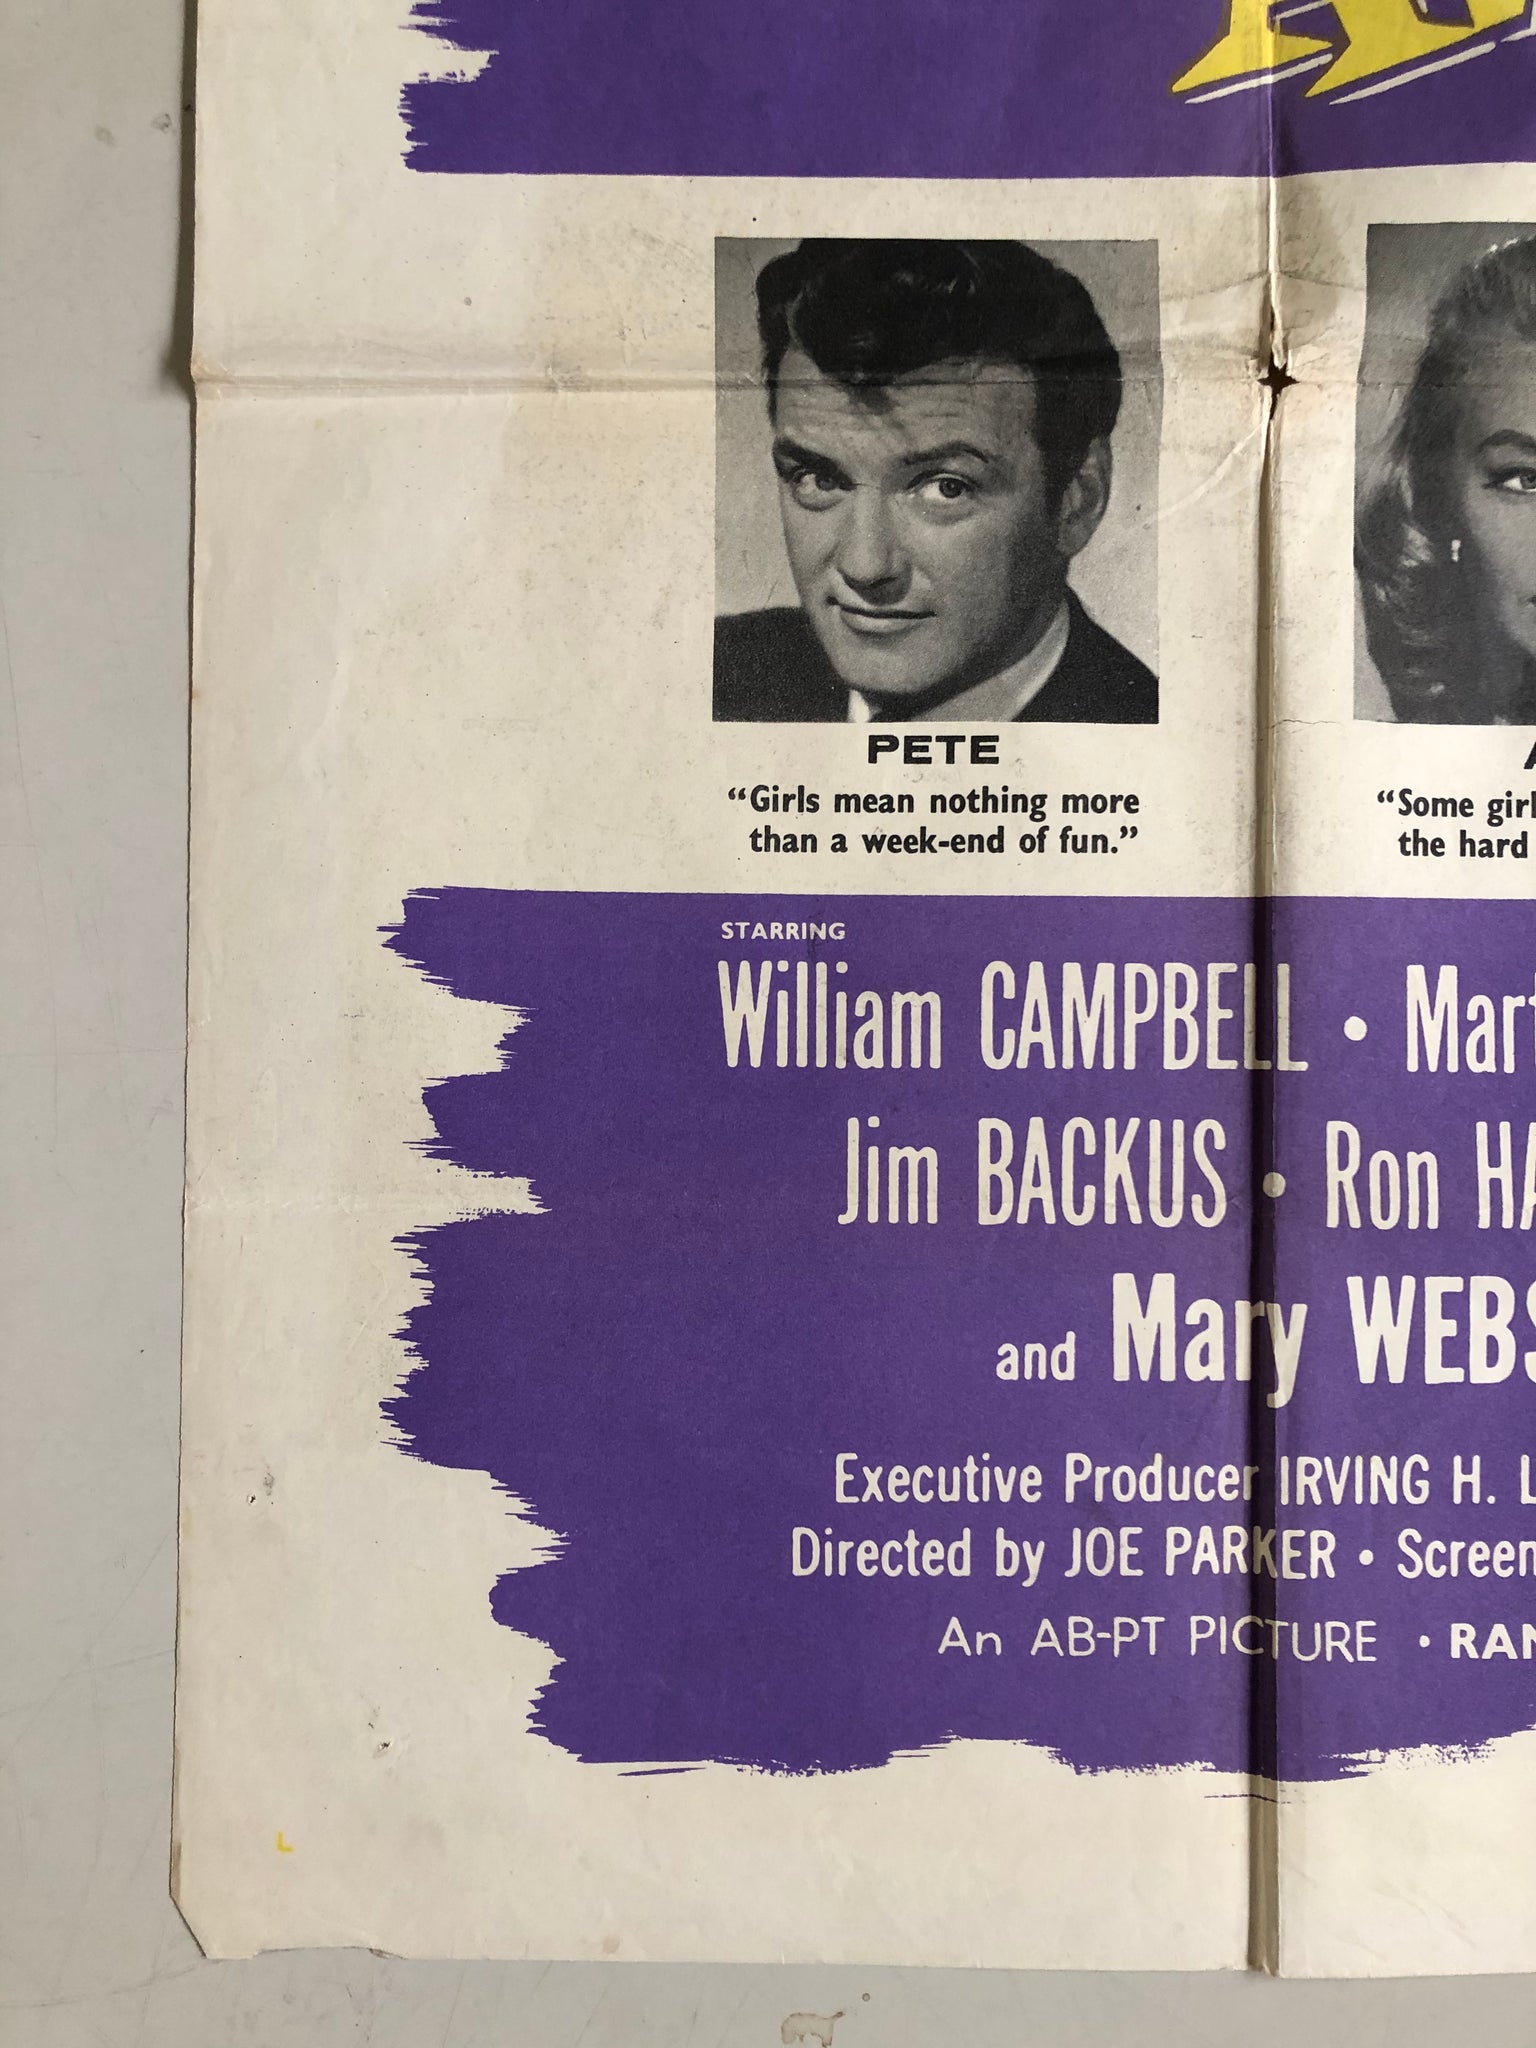 PETE
“Girls mean nothing more
than a week-end of fun.”
“Some girl
the hard
STARRING
William CAMPBELL •
Jim BACKUS • Ron
and Mary
Executive Producer IRVING H.
Directed by JOE PARKER •
An AB-PT PICTURE •
L